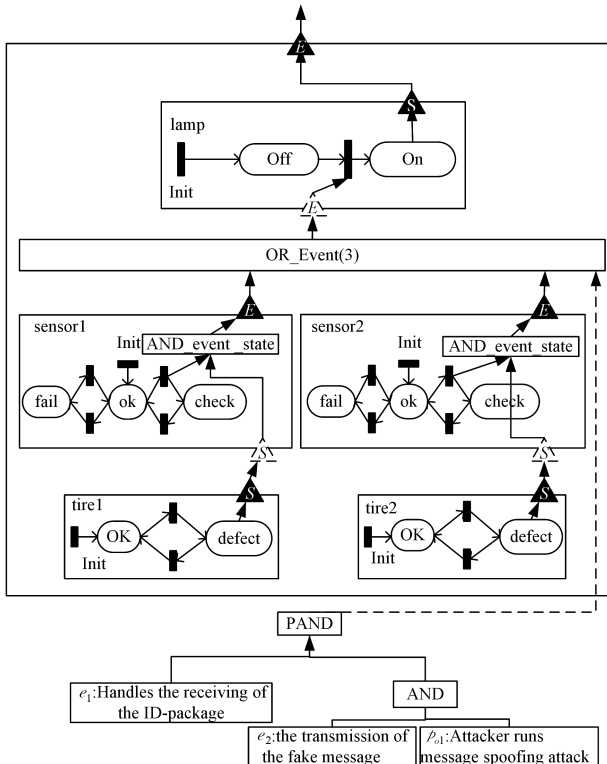 E
S
lamp
Off
On
Init
E
OR_Event(3)
E
E
sensor1
Init
AND_event_state
fail
ok
check
S
sensor2
Init
AND_event_state
fail
ok
check
S
S
tire1
OK
defect
Init
S
tire2
OK
defect
Init
PAND
e1:Handles the receiving of
the ID-package
AND
e2:the transmission of
the fake message
po1:Attacker runs
message spoofing attack